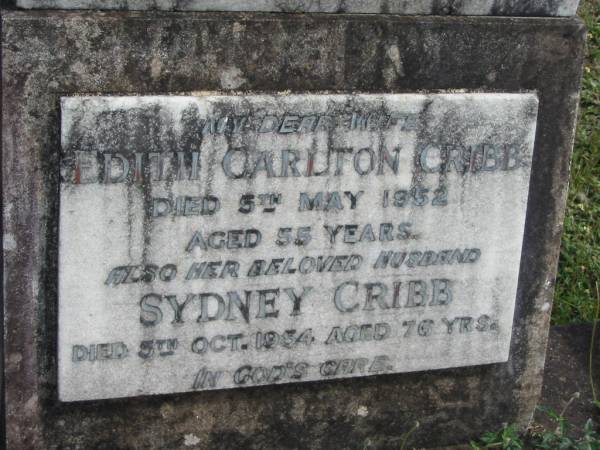 MY DEAR WIFE
EDITH CARLTON CRIBB
DIED 5TH MAY 1952
AGED 55 YEARS.
ALSO HER BELOVED HUSBAND
SYDNEY CRIBB
DIED 5TH OCT. 1954 AGED 76 YRS.
IN GOD'S CARE.